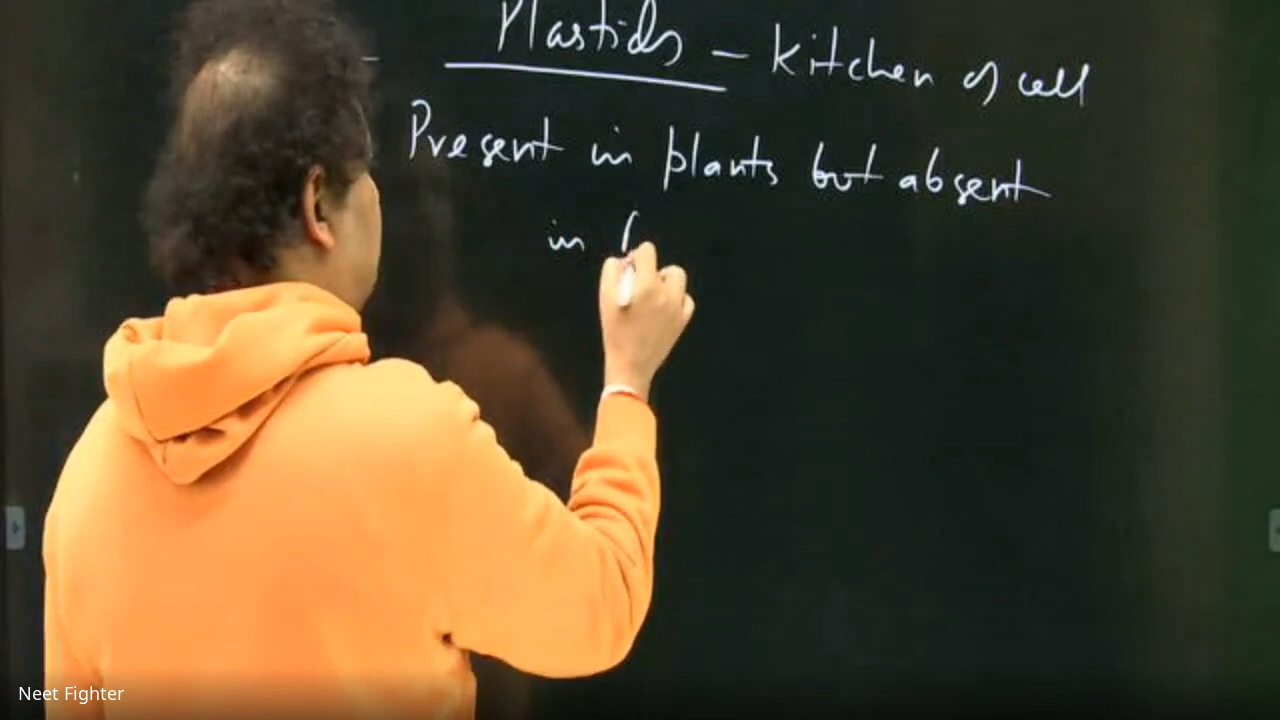 Plastids - Kitchen of cell
Present in plants but absent
in
Neet Fighter